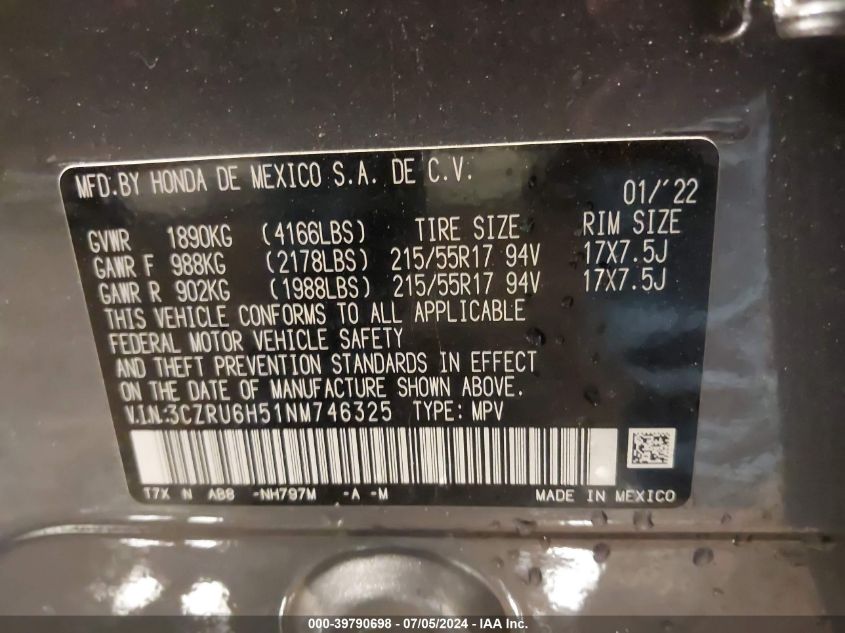 MFD.BY HONDA DE MEXICO S.A. DE C.V.
01/'22
GVWR 1890KG (4166LBS) TIRE SIZE RIM SIZE
GAWR F 988KG (2178LBS) 215/55R17 94V 17X7.5J
GAWR R 902KG (1988LBS) 215/55R17 94V 17X7.5J
THIS VEHICLE CONFORMS TO ALL APPLICABLE
FEDERAL MOTOR VEHICLE SAFETY
AND THEFT PREVENTION STANDARDS IN EFFECT
ON THE DATE OF MANUFACTURE SHOWN ABOVE.
V.I.N.:3CZRU6H51NM746325 TYPE: MPV
T7X N AB8 -NH797M -A -M MADE IN MEXICO
000-39790698 / 07/05/2024 - IAA Inc.